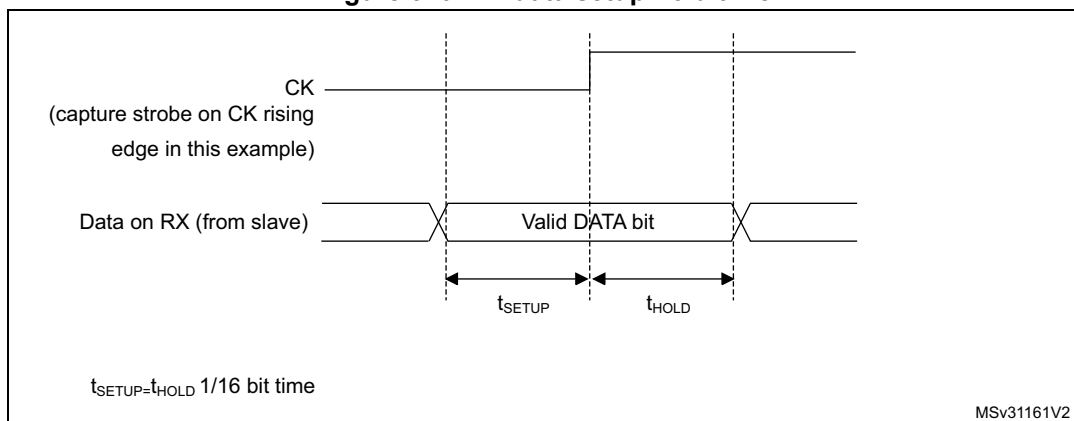 CK
(capture strobe on CK rising
edge in this example)
Data on RX (from slave)
Valid DATA bit
tSETUP
tHOLD
tSETUP=tHOLD 1/16 bit time
MSv31161V2